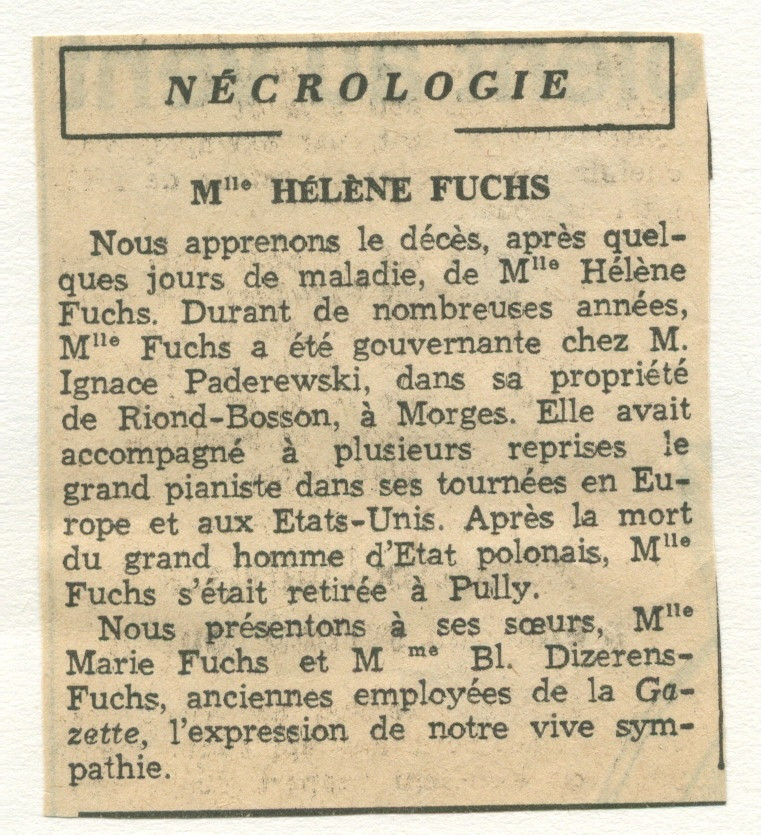 NÉCROLOGIE
Mlle HÉLÈNE FUCHS
Nous apprenons le décès, après quel-
ques jours de maladie, de Mlle Hélène
Fuchs. Durant de nombreuses années,
Mlle Fuchs a été gouvernante chez M.
Ignace Paderewski, dans sa propriété
de Riond-Bosson, à Morges. Elle avait
accompagné à plusieurs reprises le
grand pianiste dans ses tournées en Eu-
rope et aux Etats-Unis. Après la mort
du grand homme d'Etat polonais, Mlle
Fuchs s'était retirée à Pully.
Nous présentons à ses sœurs, Mlle
Marie Fuchs et M me Bl. Dizerens-
Fuchs, anciennes employées de la Ga-
zette, l'expression de notre vive sym-
pathie.